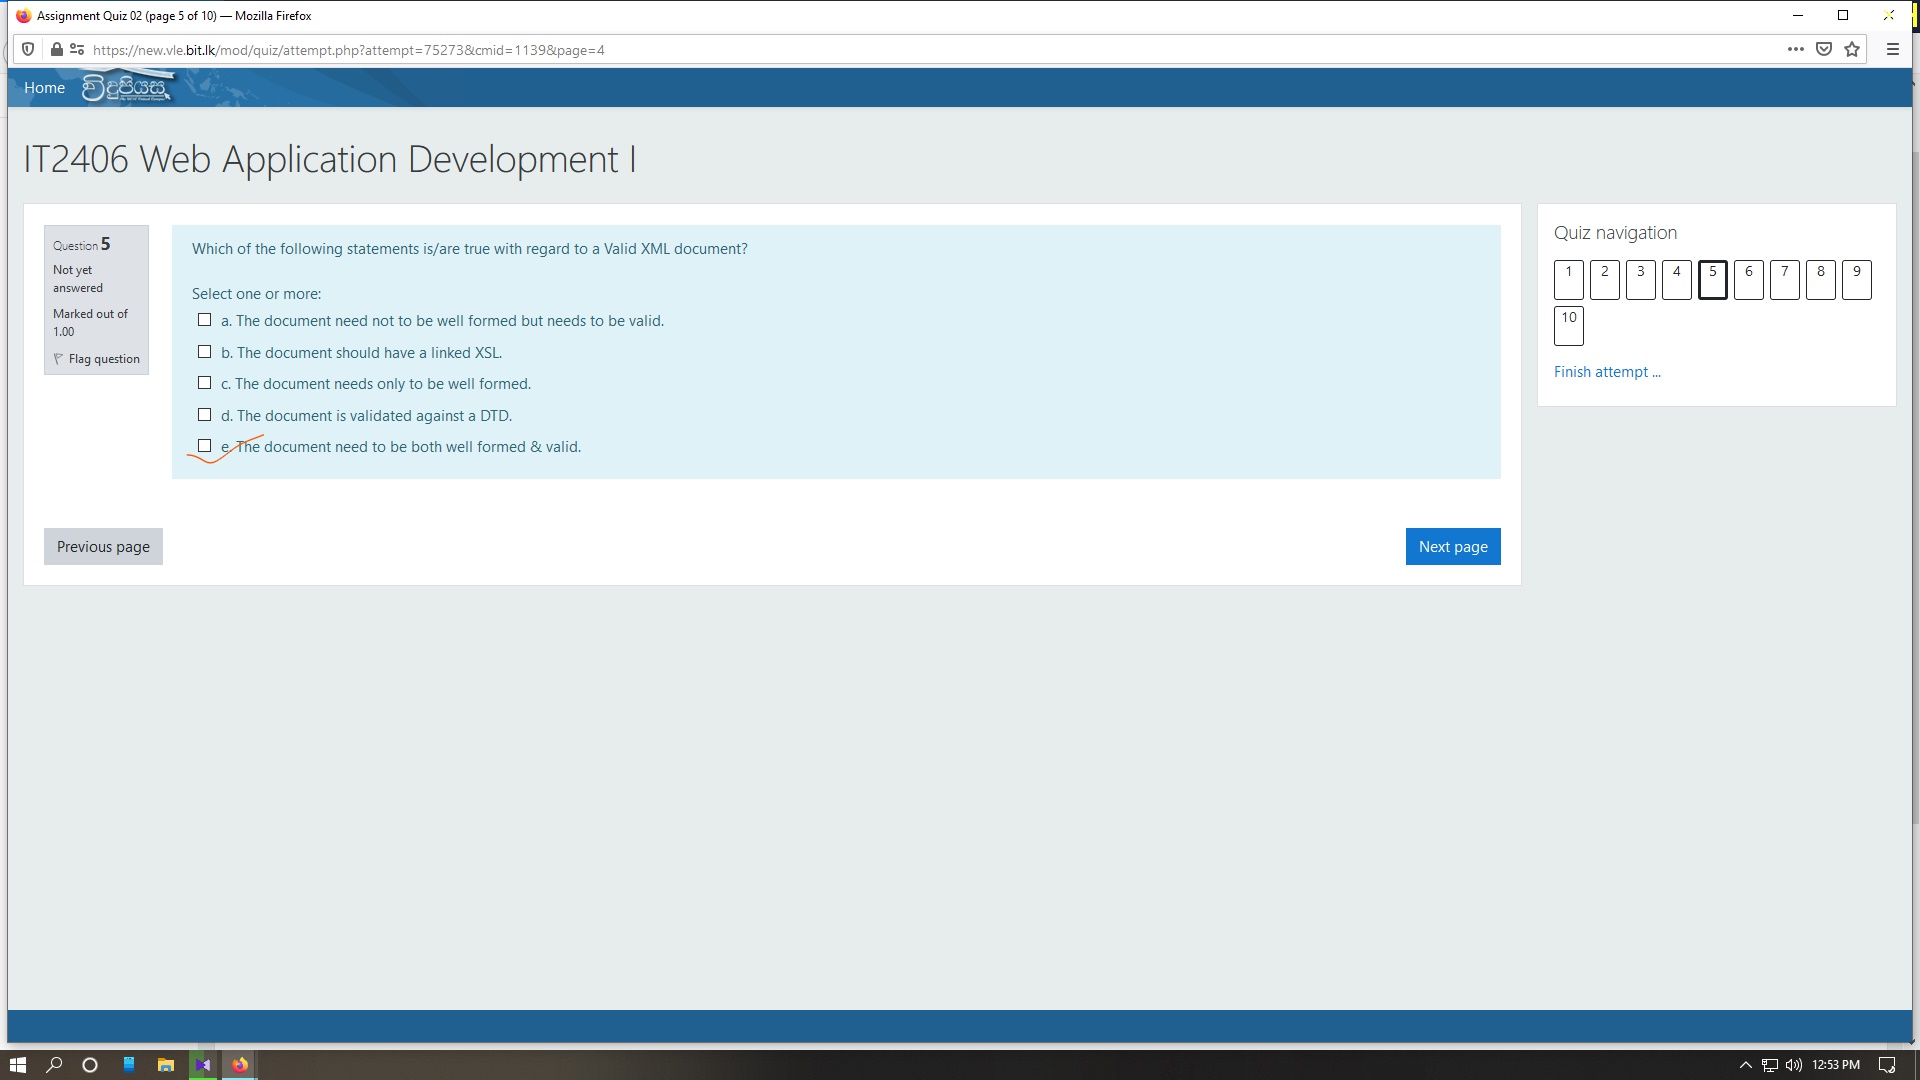 Assignment Quiz 02 (page 5 of 10) — Mozilla Firefox
https://new.vle.bit.lk/mod/quiz/attempt.php?attempt=75273&cmid=1139&page=4
Home
විදුපියස
IT2406 Web Application Development I
Question 5
Not yet
answered
Marked out of
1.00
Flag question
Which of the following statements is/are true with regard to a Valid XML document?
Select one or more:
a. The document need not to be well formed but needs to be valid.
b. The document should have a linked XSL.
c. The document needs only to be well formed.
d. The document is validated against a DTD.
e. The document need to be both well formed & valid.
Previous page
Next page
Quiz navigation
1 2 3 4 5 6 7 8 9
10
Finish attempt ...
12:53 PM